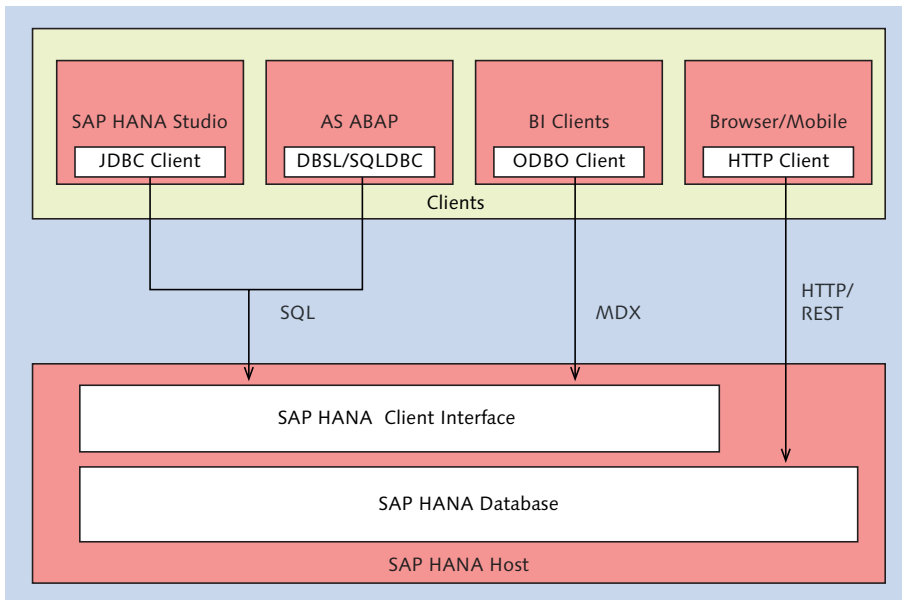 SAP HANA Studio
JDBC Client
AS ABAP
DBSL/SQLDBC
BI Clients
ODBO Client
Browser/Mobile
HTTP Client
Clients
SQL
MDX
HTTP/
REST
SAP HANA Client Interface
SAP HANA Database
SAP HANA Host